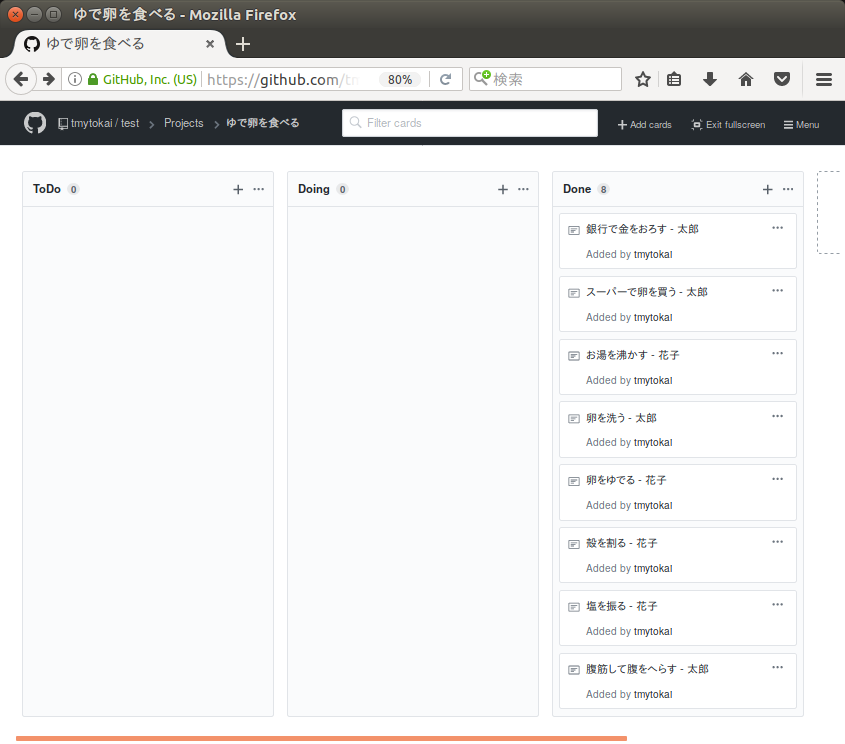 ゆで卵を食べる - Mozilla Firefox
ゆで卵を食べる
GitHub, Inc. (US) https://github.com/tm 80% 検索
tmytokai / test Projects ゆで卵を食べる Filter cards Add cards Exit fullscreen Menu
ToDo 0
Doing 0
Done 8
銀行で金をおろす - 太郎
Added by tmytokai
スーパーで卵を買う - 太郎
Added by tmytokai
お湯を沸かす - 花子
Added by tmytokai
卵を洗う - 太郎
Added by tmytokai
卵をゆでる - 花子
Added by tmytokai
殻を割る - 花子
Added by tmytokai
塩を振る - 花子
Added by tmytokai
腹筋して腹をへらす - 太郎
Added by tmytokai